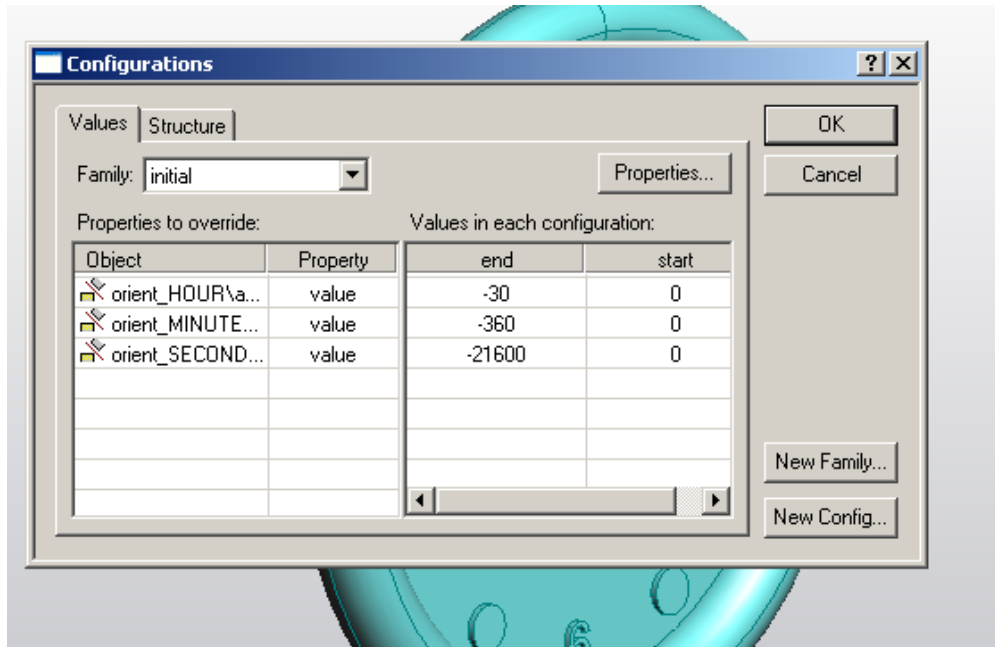 Configurations
Values Structure
OK
Family: initial Properties... Cancel
Properties to override: Values in each configuration:
Object Property end start
orient_HOUR\a... value -30 0
orient_MINUTE... value -360 0
orient_SECOND... value -21600 0
New Family...
New Config...
6